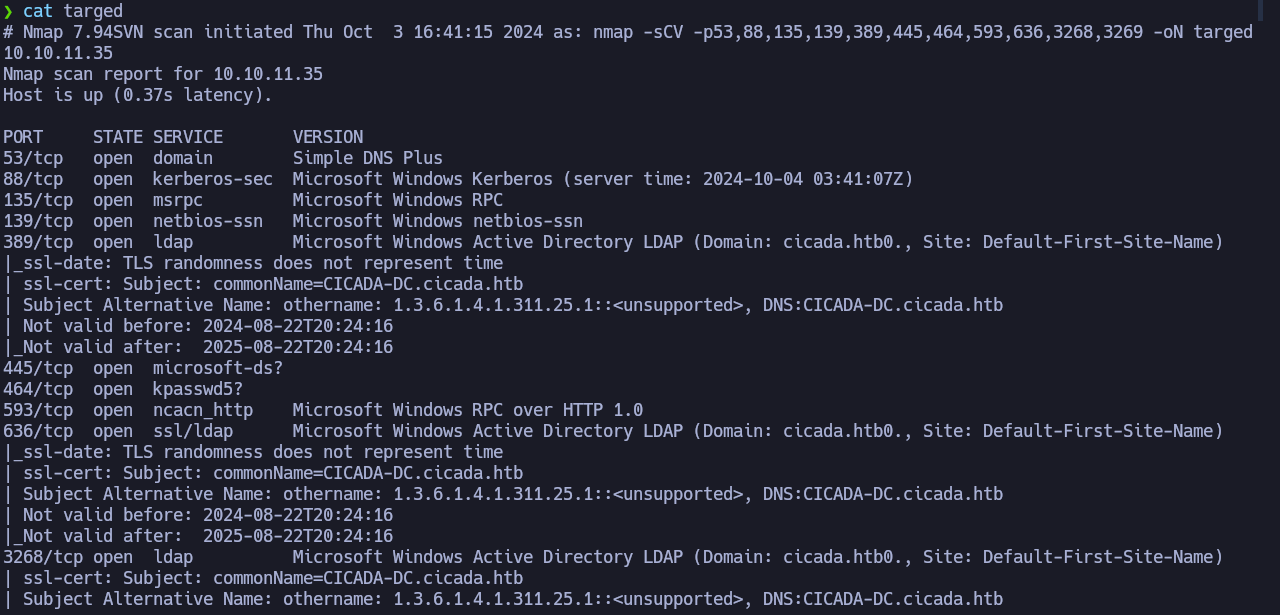 ❯ cat targed
# Nmap 7.94SVN scan initiated Thu Oct  3 16:41:15 2024 as: nmap -sCV -p53,88,135,139,389,445,464,593,636,3268,3269 -oN targed
10.10.11.35
Nmap scan report for 10.10.11.35
Host is up (0.37s latency).
PORT     STATE SERVICE       VERSION
53/tcp   open  domain        Simple DNS Plus
88/tcp   open  kerberos-sec  Microsoft Windows Kerberos (server time: 2024-10-04 03:41:07Z)
135/tcp  open  msrpc         Microsoft Windows RPC
139/tcp  open  netbios-ssn   Microsoft Windows netbios-ssn
389/tcp  open  ldap          Microsoft Windows Active Directory LDAP (Domain: cicada.htb0., Site: Default-First-Site-Name)
|_ssl-date: TLS randomness does not represent time
| ssl-cert: Subject: commonName=CICADA-DC.cicada.htb
| Subject Alternative Name: othername: 1.3.6.1.4.1.311.25.1::<unsupported>, DNS:CICADA-DC.cicada.htb
| Not valid before: 2024-08-22T20:24:16
|_Not valid after:  2025-08-22T20:24:16
445/tcp  open  microsoft-ds?
464/tcp  open  kpasswd5?
593/tcp  open  ncacn_http    Microsoft Windows RPC over HTTP 1.0
636/tcp  open  ssl/ldap      Microsoft Windows Active Directory LDAP (Domain: cicada.htb0., Site: Default-First-Site-Name)
|_ssl-date: TLS randomness does not represent time
| ssl-cert: Subject: commonName=CICADA-DC.cicada.htb
| Subject Alternative Name: othername: 1.3.6.1.4.1.311.25.1::<unsupported>, DNS:CICADA-DC.cicada.htb
| Not valid before: 2024-08-22T20:24:16
|_Not valid after:  2025-08-22T20:24:16
3268/tcp open  ldap          Microsoft Windows Active Directory LDAP (Domain: cicada.htb0., Site: Default-First-Site-Name)
| ssl-cert: Subject: commonName=CICADA-DC.cicada.htb
| Subject Alternative Name: othername: 1.3.6.1.4.1.311.25.1::<unsupported>, DNS:CICADA-DC.cicada.htb